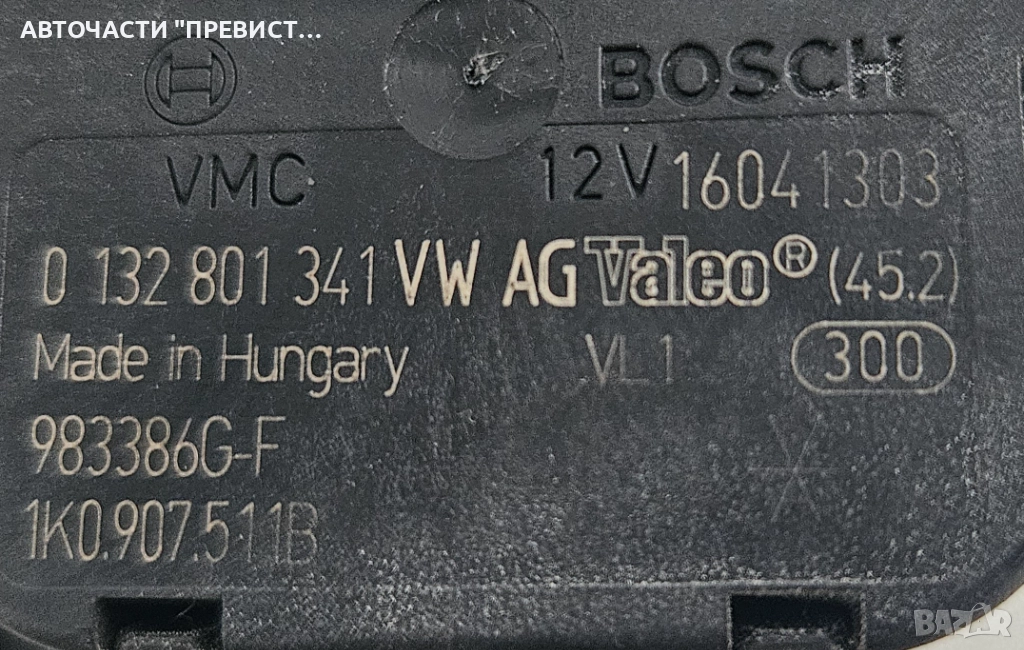 АВТОЧАСТИ "ПРЕВИСТ...
BOSCH
VMC 12V 16041303
0 132 801 341 VW AG Valeo® (45.2)
Made in Hungary VL1 300
983386G-F
1K0.907.511B
BAZAR